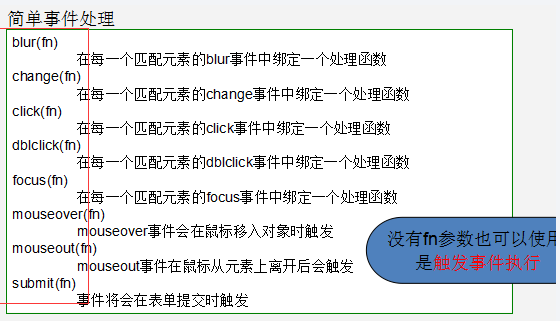 简单事件处理
blur(fn)
在每一个匹配元素的blur事件中绑定一个处理函数
change(fn)
在每一个匹配元素的change事件中绑定一个处理函数
click(fn)
在每一个匹配元素的click事件中绑定一个处理函数
dblclick(fn)
在每一个匹配元素的dblclick事件中绑定一个处理函数
focus(fn)
在每一个匹配元素的focus事件中绑定一个处理函数
mouseover(fn)
mouseover事件会在鼠标移入对象时触发
mouseout(fn)
mouseout事件在鼠标从元素上离开后会触发
submit(fn)
事件将会在表单提交时触发
没有fn参数也可以使用
是触发事件执行